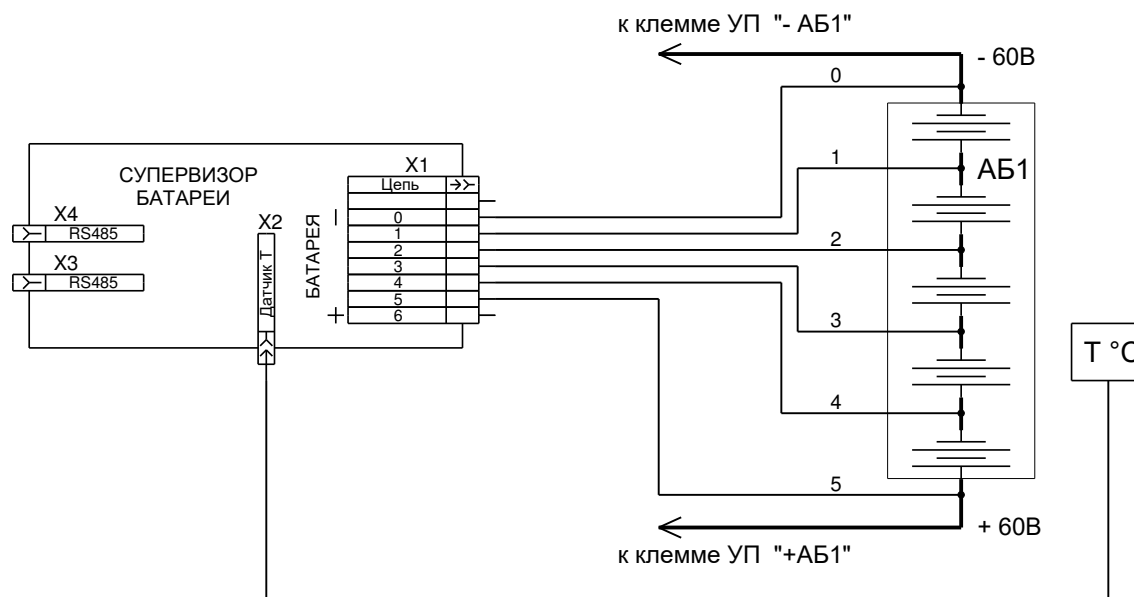 к клемме УП "- АБ1"
- 60В
0
СУПЕРВИЗОР
БАТАРЕИ
X4
RS485
X3
RS485
X2
Датчик Т
БАТАРЕЯ
X1
Цепь
0
1
2
3
4
5
6
–
+
1
АБ1
2
3
4
5
T °C
+ 60В
к клемме УП "+АБ1"